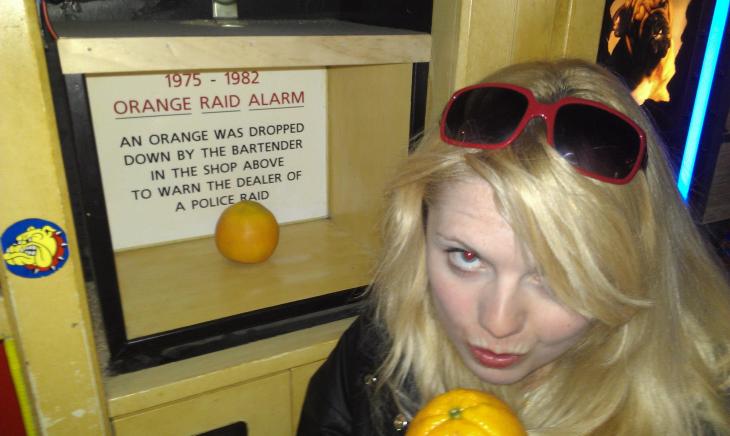 1975 - 1982
ORANGE RAID ALARM
AN ORANGE WAS DROPPED
DOWN BY THE BARTENDER
IN THE SHOP ABOVE
TO WARN THE DEALER OF
A POLICE RAID